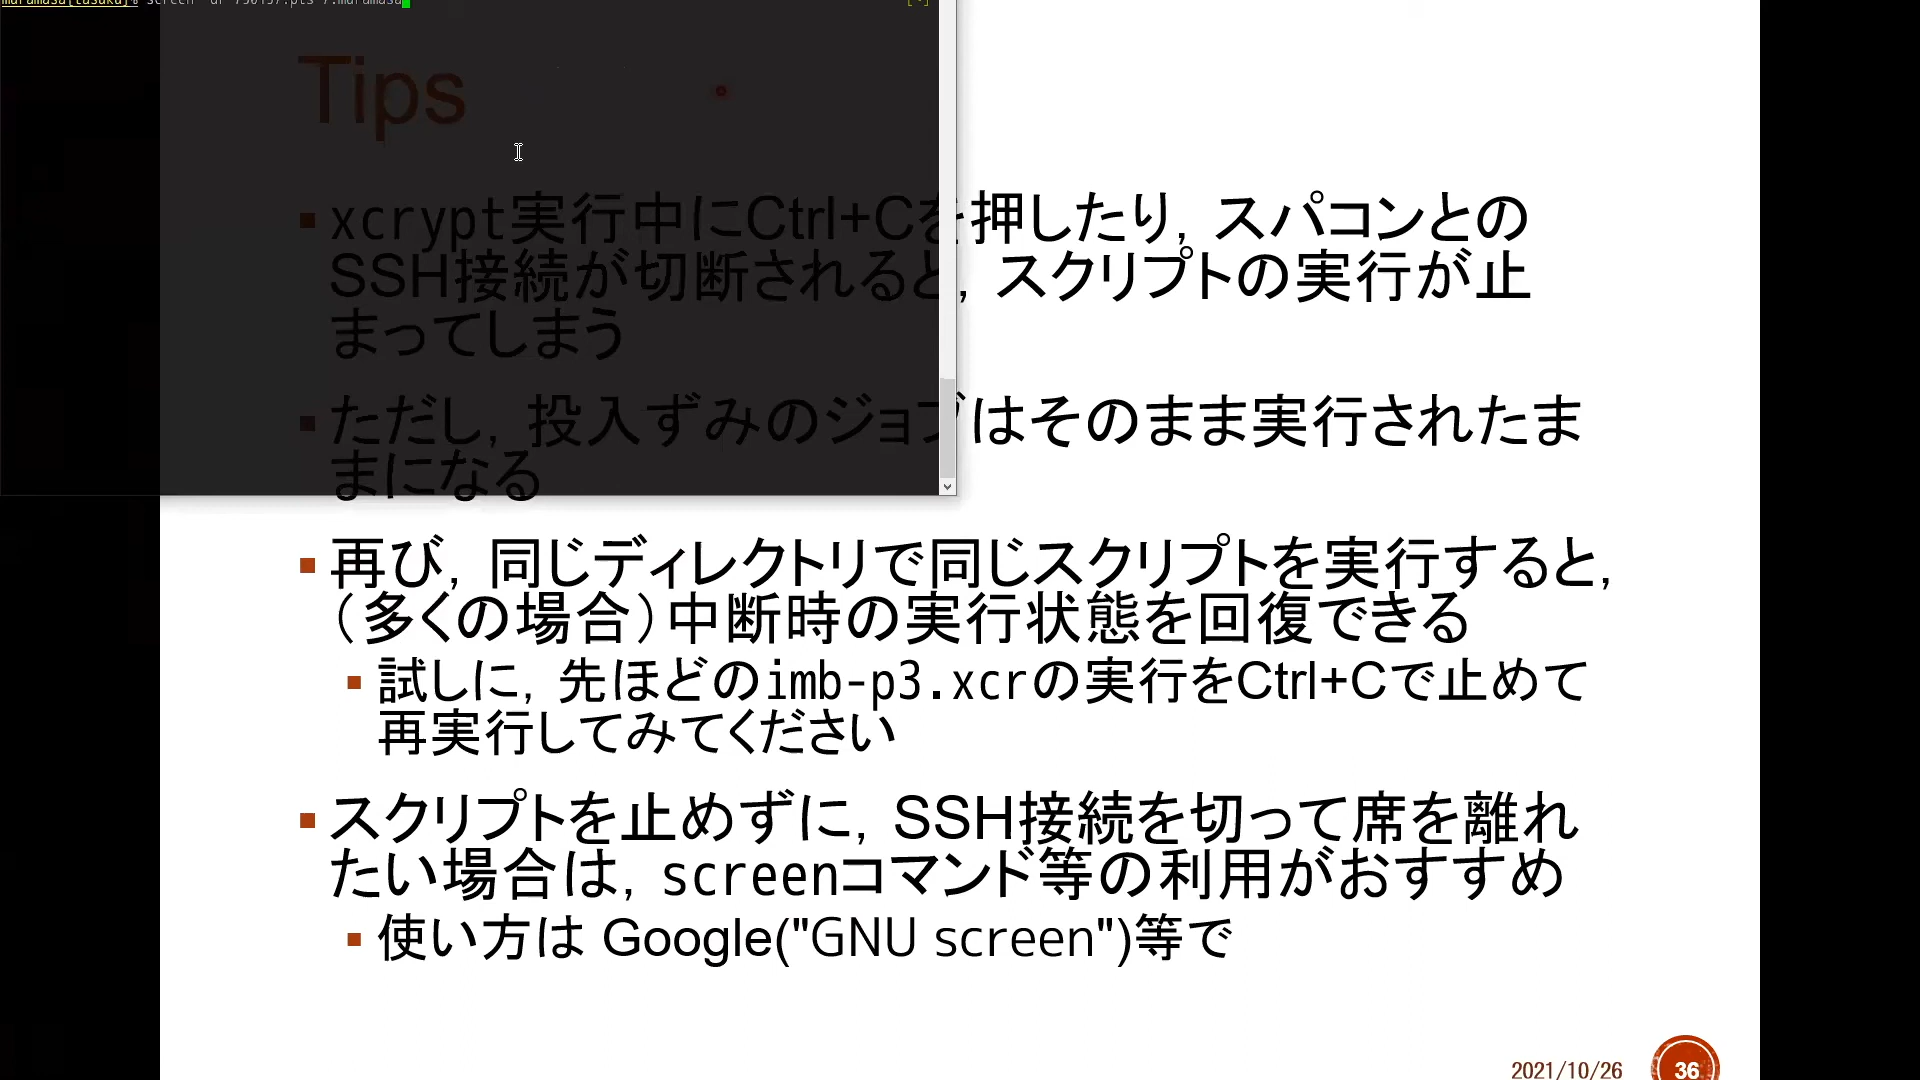 Tips
xcrypt実行中にCtrl+Cを押したり，スパコンとの
SSH接続が切断されると，スクリプトの実行が止
まってしまう
ただし，投入ずみのジョブはそのまま実行されたま
まになる
再び，同じディレクトリで同じスクリプトを実行すると，
（多くの場合）中断時の実行状態を回復できる
試しに，先ほどのimb-p3.xcrの実行をCtrl+Cで止めて
再実行してみてください
スクリプトを止めずに，SSH接続を切って席を離れ
たい場合は，screenコマンド等の利用がおすすめ
使い方は Google("GNU screen")等で
2021/10/26
36